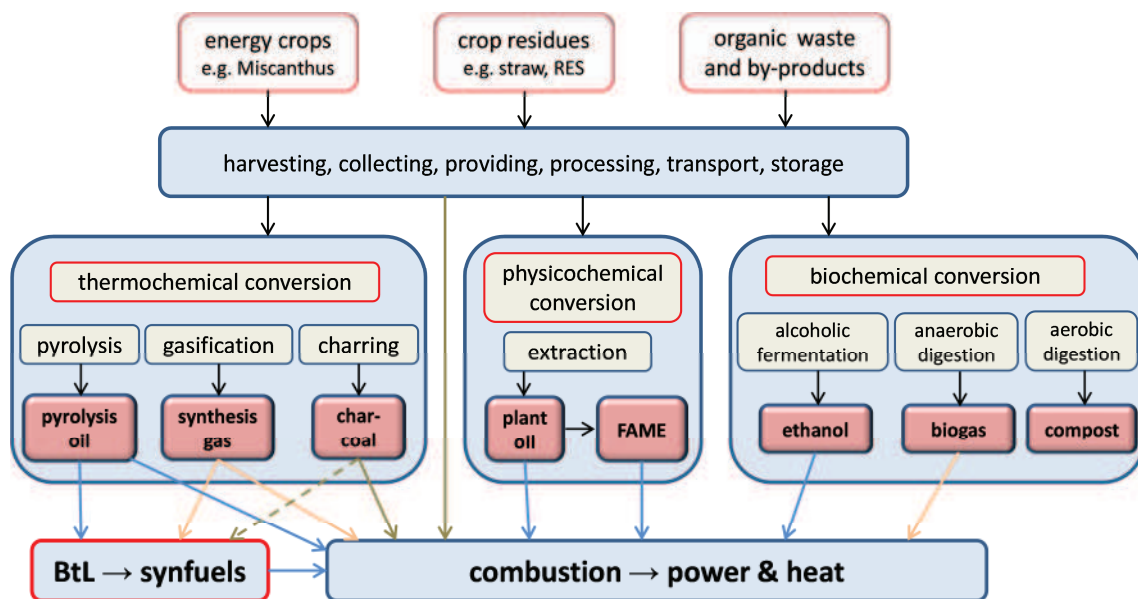 energy crops
e.g. Miscanthus
crop residues
e.g. straw, RES
organic waste
and by-products
harvesting, collecting, providing, processing, transport, storage
thermochemical conversion
physicochemical
conversion
biochemical conversion
pyrolysis
gasification
charring
extraction
alcoholic
fermentation
anaerobic
digestion
aerobic
digestion
pyrolysis
oil
synthesis
gas
char-
coal
plant
oil
FAME
ethanol
biogas
compost
BtL → synfuels
combustion → power & heat